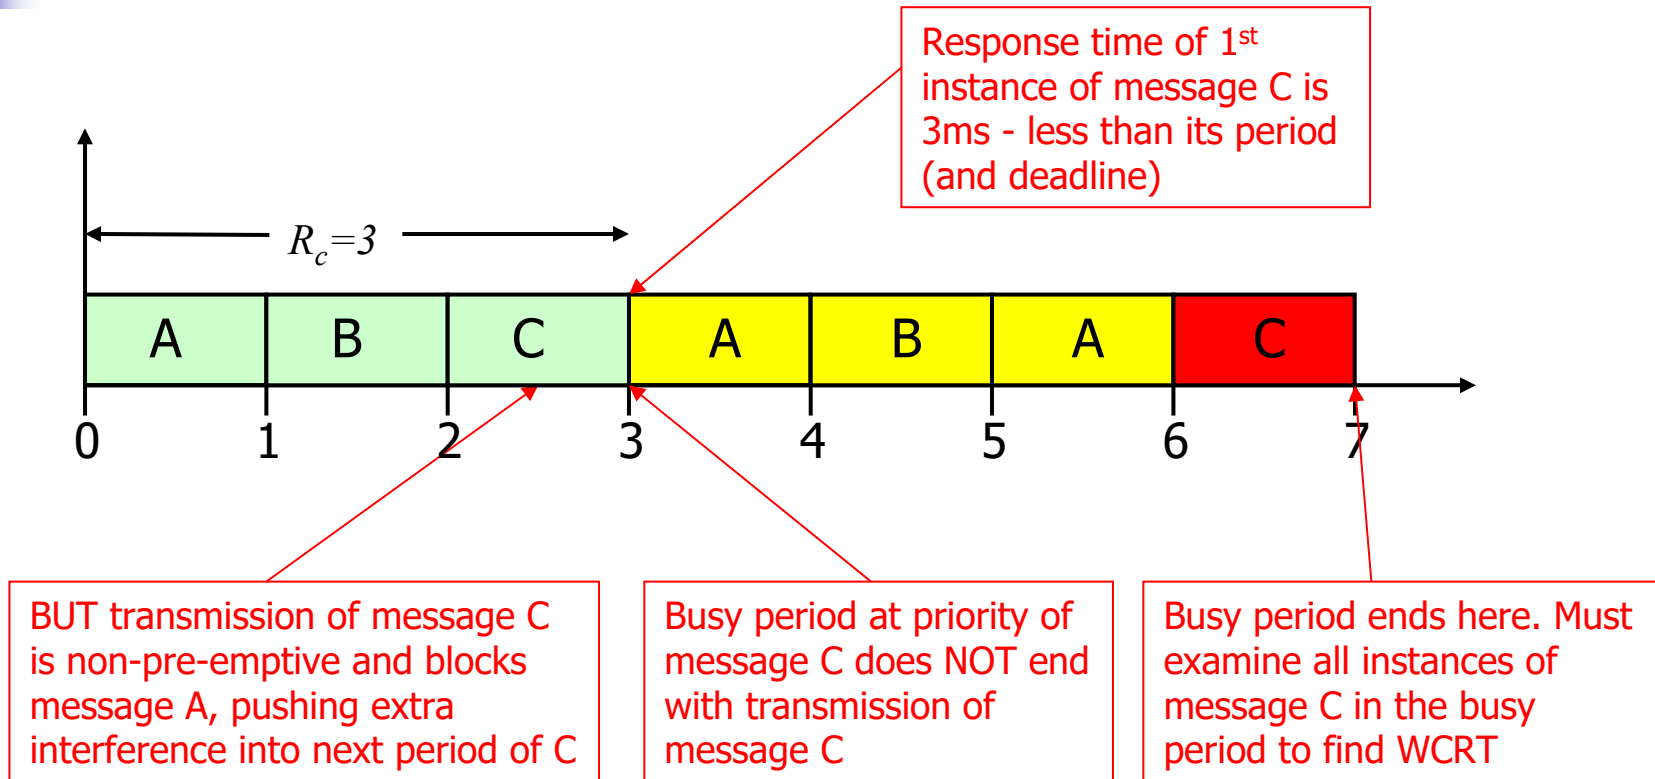 Response time of 1st
instance of message C is
3ms - less than its period
(and deadline)
Rc=3
A B C A B A C
0 1 2 3 4 5 6 7
BUT transmission of message C
is non-pre-emptive and blocks
message A, pushing extra
interference into next period of C
Busy period at priority of
message C does NOT end
with transmission of
message C
Busy period ends here. Must
examine all instances of
message C in the busy
period to find WCRT